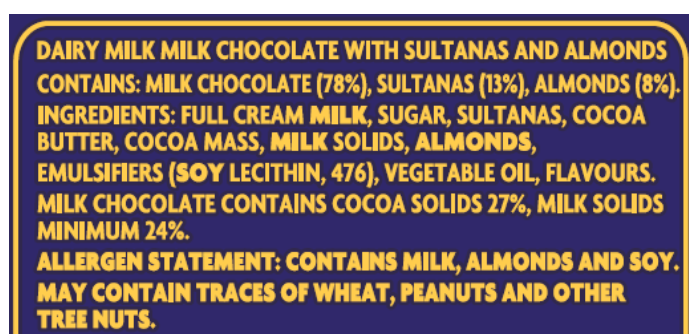 DAIRY MILK MILK CHOCOLATE WITH SULTANAS AND ALMONDS
CONTAINS: MILK CHOCOLATE (78%), SULTANAS (13%), ALMONDS (8%).
INGREDIENTS: FULL CREAM MILK, SUGAR, SULTANAS, COCOA
BUTTER, COCOA MASS, MILK SOLIDS, ALMONDS,
EMULSIFIERS (SOY LECITHIN, 476), VEGETABLE OIL, FLAVOURS.
MILK CHOCOLATE CONTAINS COCOA SOLIDS 27%, MILK SOLIDS
MINIMUM 24%.
ALLERGEN STATEMENT: CONTAINS MILK, ALMONDS AND SOY.
MAY CONTAIN TRACES OF WHEAT, PEANUTS AND OTHER
TREE NUTS.